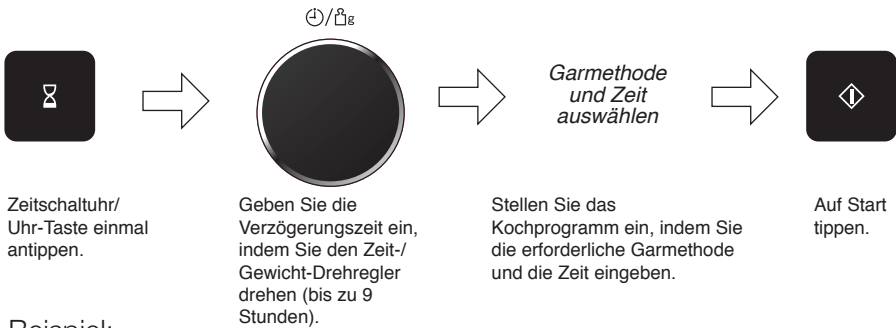 / g
Garmethode
und Zeit
auswählen
Zeitschaltuhr/
Uhr-Taste einmal
antippen.
Geben Sie die
Verzögerungszeit ein,
indem Sie den Zeit-/
Gewicht-Drehregler
drehen (bis zu 9
Stunden).
Stellen Sie das
Kochprogramm ein, indem Sie
die erforderliche Garmethode
und die Zeit eingeben.
Auf Start
tippen.